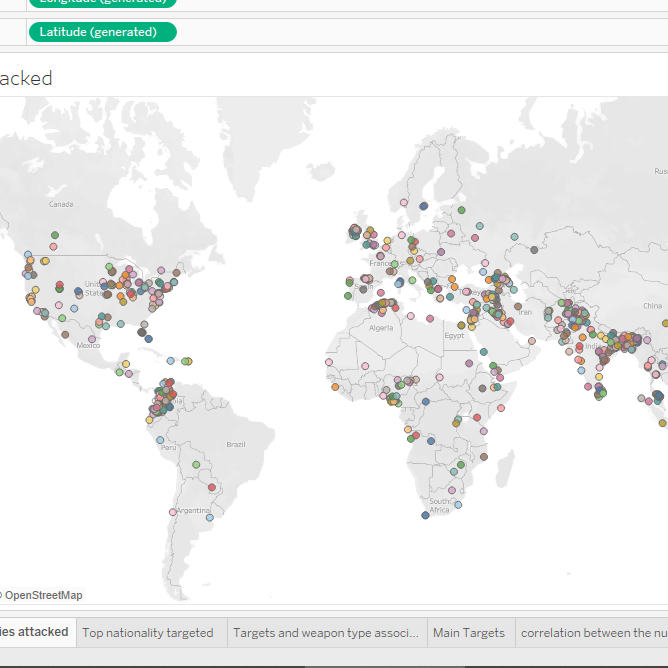 Longitude (generated)
Latitude (generated)
acked
Canada
Russ
United
States
Mexico
Colombia
Peru
Brazil
Argentina
France
Spain
Algeria
Egypt
Iran
India
China
South
Africa
© OpenStreetMap
ies attacked
Top nationality targeted
Targets and weapon type associ...
Main Targets
correlation between the nu